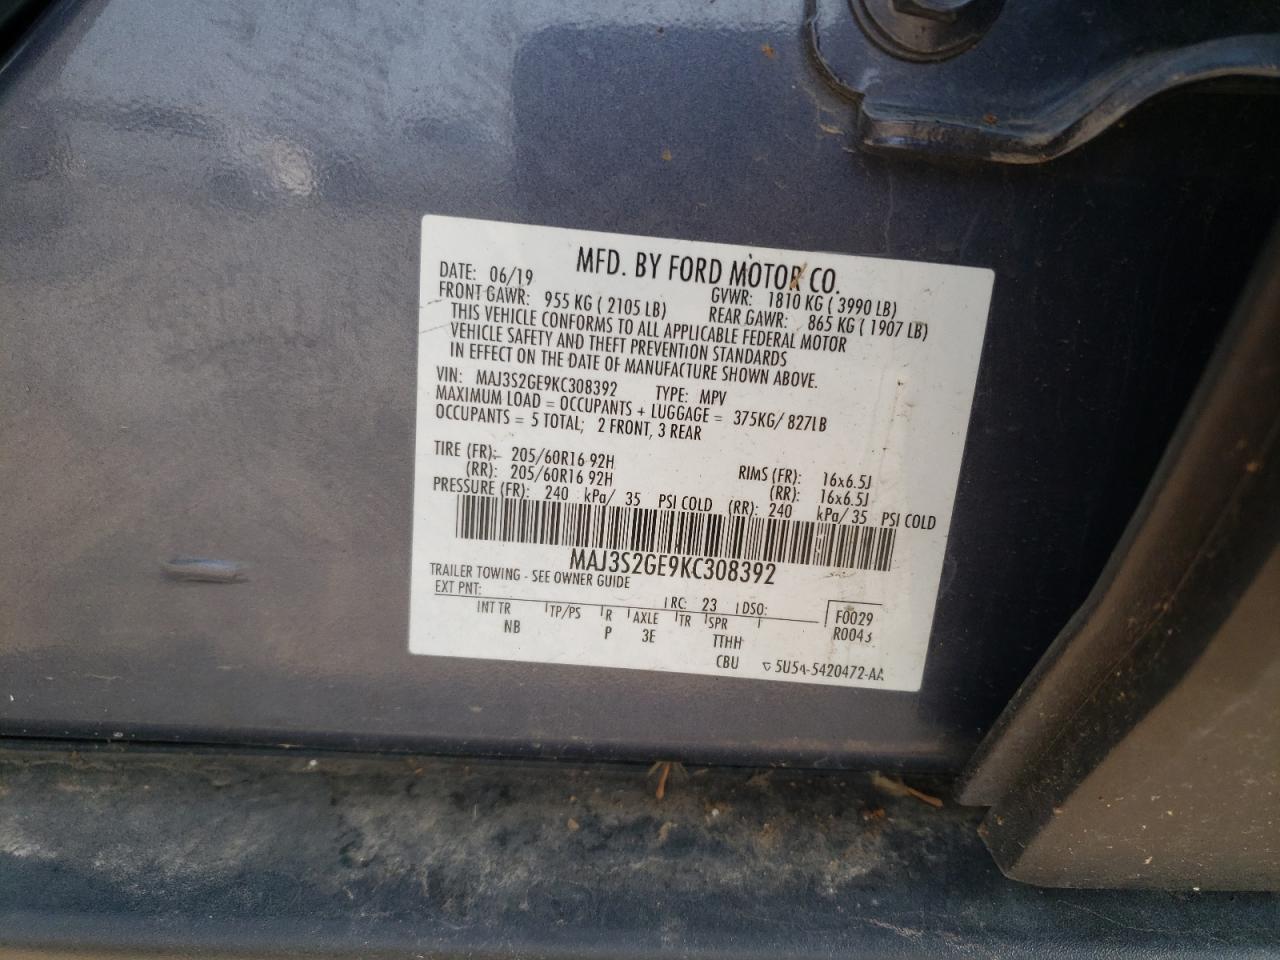 MFD. BY FORD MOTOR CO.
DATE: 06/19 GVWR: 1810 KG ( 3990 LB)
FRONT GAWR: 955 KG ( 2105 LB) REAR GAWR: 865 KG ( 1907 LB)
THIS VEHICLE CONFORMS TO ALL APPLICABLE FEDERAL MOTOR
VEHICLE SAFETY AND THEFT PREVENTION STANDARDS
IN EFFECT ON THE DATE OF MANUFACTURE SHOWN ABOVE.
VIN: MAJ3S2GE9KC308392 TYPE: MPV
MAXIMUM LOAD = OCCUPANTS + LUGGAGE = 375KG/ 827LB
OCCUPANTS = 5 TOTAL; 2 FRONT, 3 REAR
TIRE (FR): 205/60R16 92H RIMS (FR): 16x6.5J
(RR): 205/60R16 92H (RR): 16x6.5J
PRESSURE (FR): 240 kPa/ 35 PSI COLD (RR): 240 kPa/ 35 PSI COLD
MAJ3S2GE9KC308392
TRAILER TOWING - SEE OWNER GUIDE
EXT PNT: RC: 23 DSO: F0029
INT TR TP/PS R AXLE TR SPR R0043
NB P 3E TTHH
CBU 5U54-5420472-AA